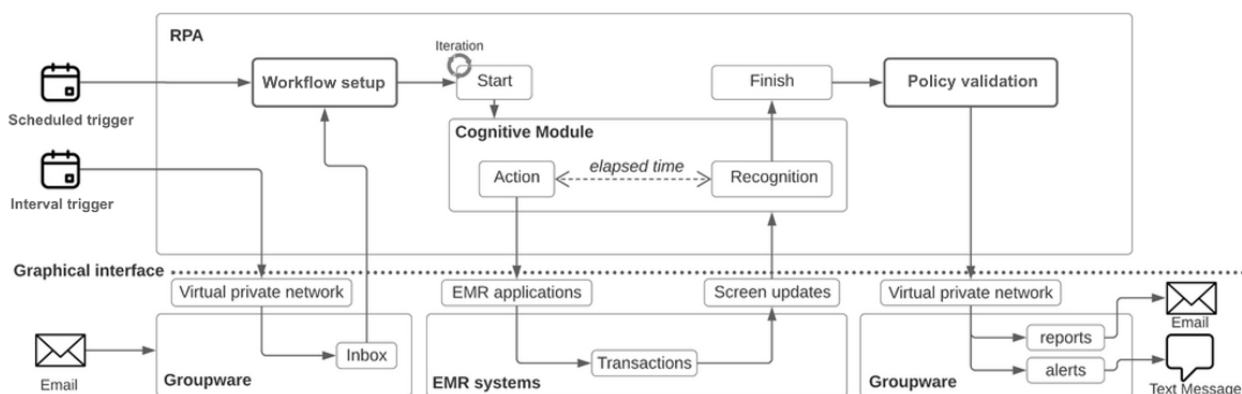 RPA
Iteration
Workflow setup
Start
Finish
Policy validation
Scheduled trigger
Cognitive Module
Action
elapsed time
Recognition
Interval trigger
Graphical interface
Virtual private network
EMR applications
Screen updates
Virtual private network
Email
Inbox
Groupware
Transactions
EMR systems
reports
alerts
Groupware
Email
Text Message